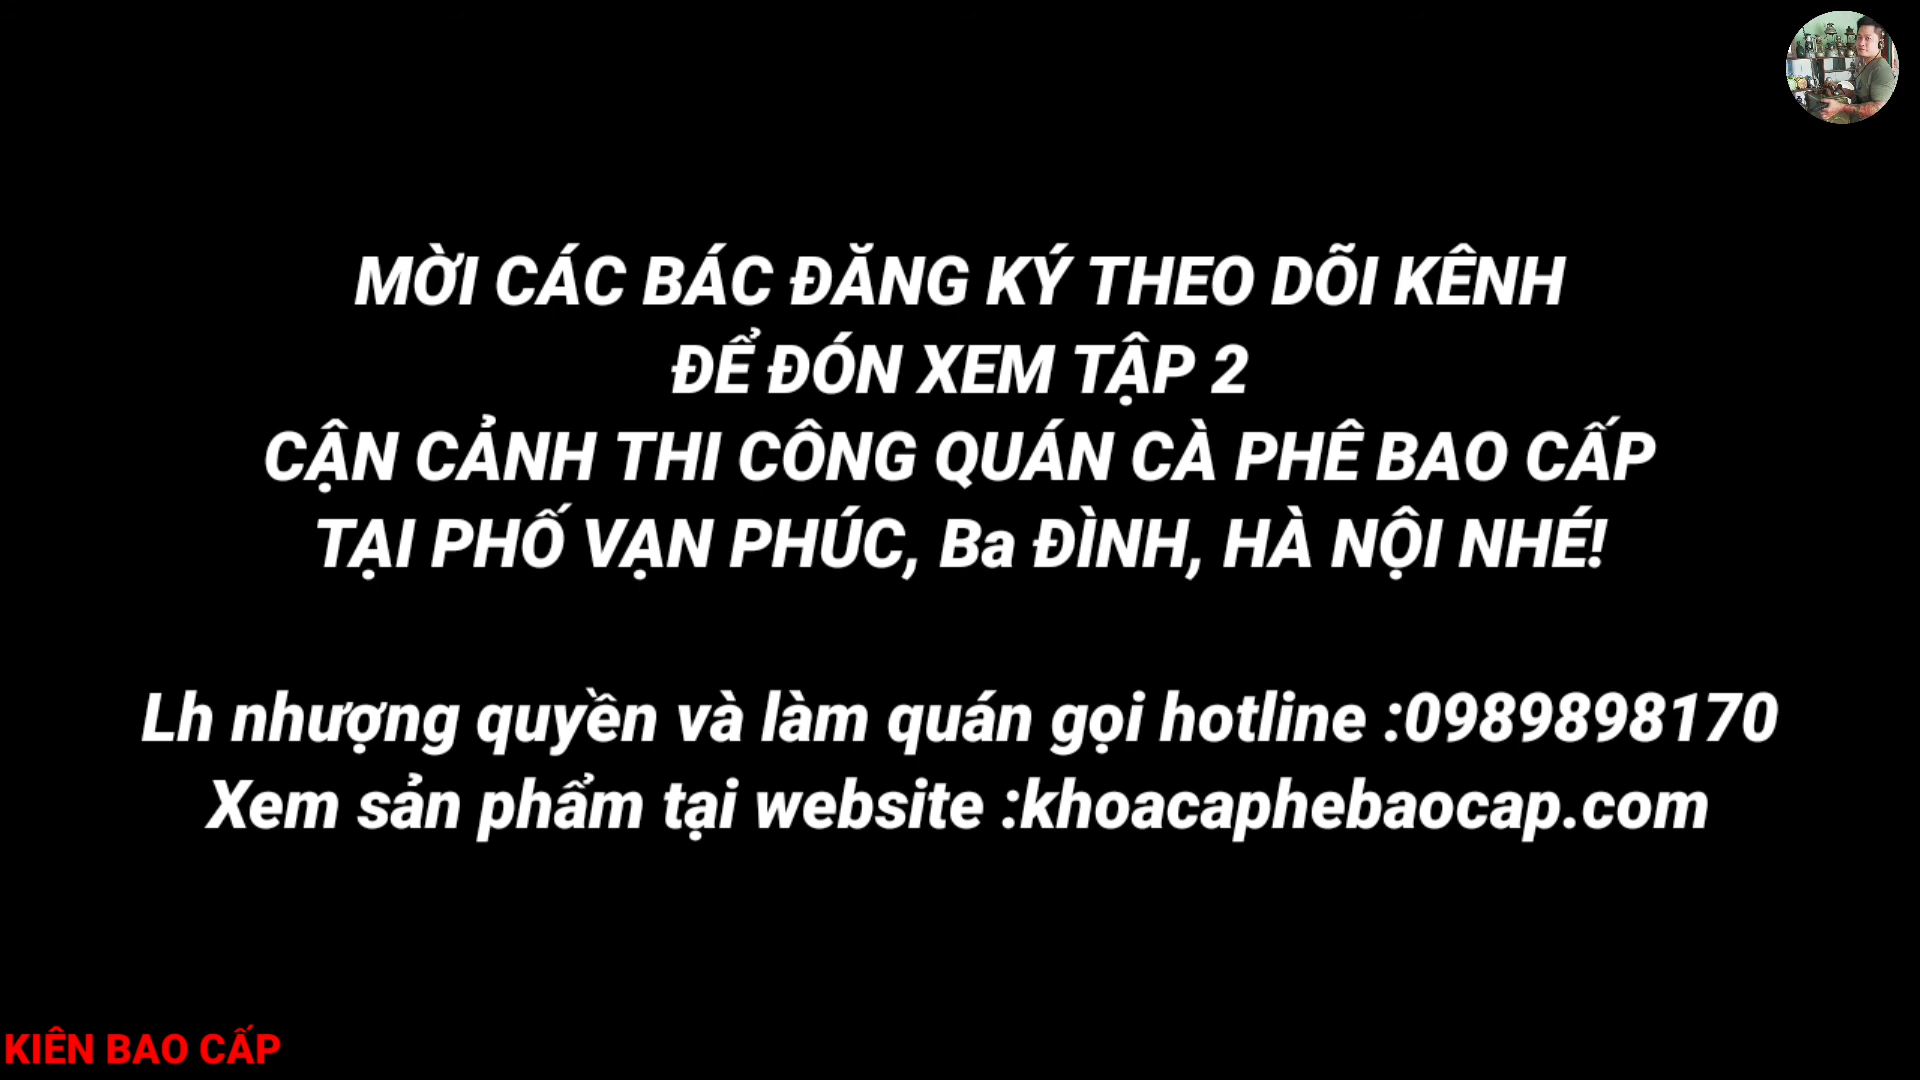 MỜI CÁC BÁC ĐĂNG KÝ THEO DÕI KÊNH
ĐỂ ĐÓN XEM TẬP 2
CẬN CẢNH THI CÔNG QUÁN CÀ PHÊ BAO CẤP
TẠI PHỐ VẠN PHÚC, Ba ĐÌNH, HÀ NỘI NHÉ!
Lh nhượng quyền và làm quán gọi hotline :0989898170
Xem sản phẩm tại website :khoacaphebaocap.com
KIÊN BAO CẤP